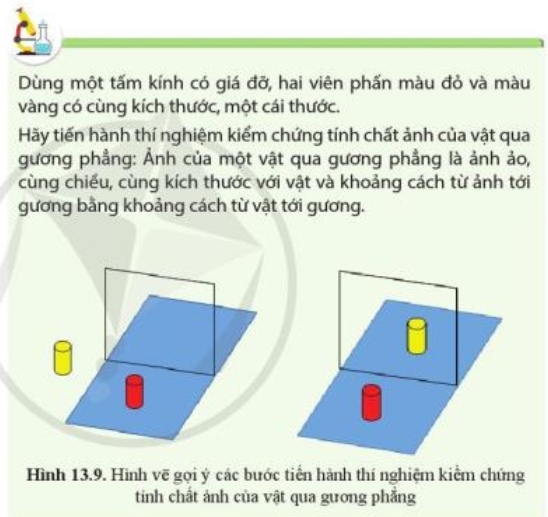 Dùng một tấm kính có giá đỡ, hai viên phấn màu đỏ và màu
vàng có cùng kích thước, một cái thước.
Hãy tiến hành thí nghiệm kiểm chứng tính chất ảnh của vật qua
gương phẳng: Ảnh của một vật qua gương phẳng là ảnh ảo,
cùng chiều, cùng kích thước với vật và khoảng cách từ ảnh tới
gương bằng khoảng cách từ vật tới gương.
Hình 13.9. Hình vẽ gợi ý các bước tiến hành thí nghiệm kiểm chứng
tính chất ảnh của vật qua gương phẳng